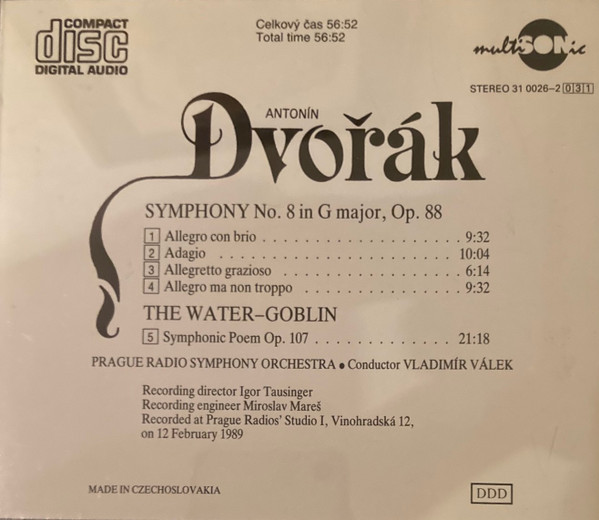 COMPACT
disc
DIGITAL AUDIO
Celkový čas 56:52
Total time 56:52
multiSONic
STEREO 31 0026–2 031
ANTONÍN
Dvořák
SYMPHONY No. 8 in G major, Op. 88
1 Allegro con brio . . . . . . . . . . . . . . . . . . . . 9:32
2 Adagio . . . . . . . . . . . . . . . . . . . . . . . . 10:04
3 Allegretto grazioso . . . . . . . . . . . . . . . . . . 6:14
4 Allegro ma non troppo . . . . . . . . . . . . . . . . . 9:32
THE WATER–GOBLIN
5 Symphonic Poem Op. 107 . . . . . . . . . . . . . 21:18
PRAGUE RADIO SYMPHONY ORCHESTRA ● Conductor VLADIMÍR VÁLEK
Recording director Igor Tausinger
Recording engineer Miroslav Mareš
Recorded at Prague Radios' Studio I, Vinohradská 12,
on 12 February 1989
MADE IN CZECHOSLOVAKIA
DDD